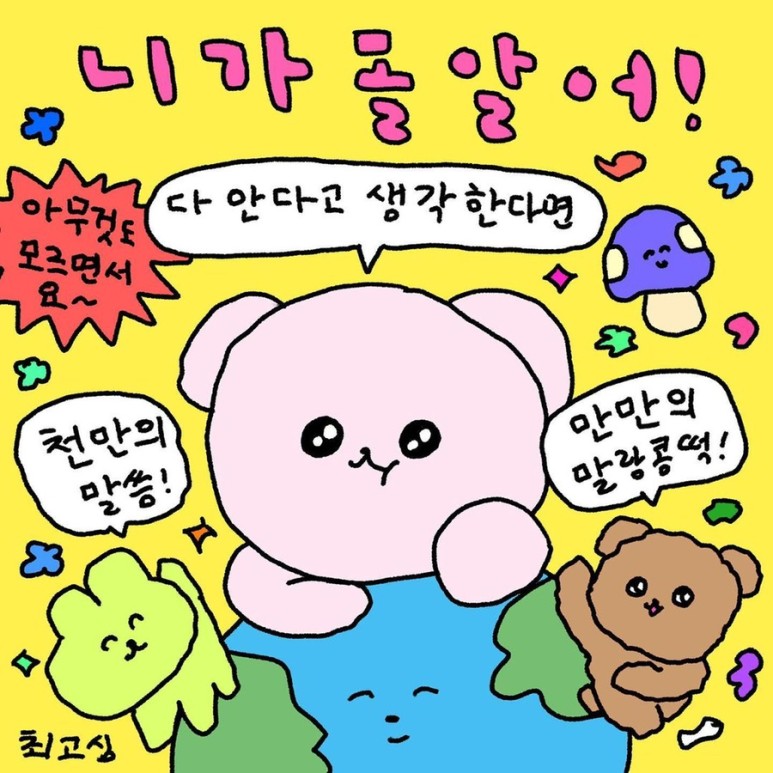 니가 돌 알어!
다 안다고 생각한다면
아무것도
모르면서
요~
천만의
말씀!
만만의
말랑콩떡!
최고심